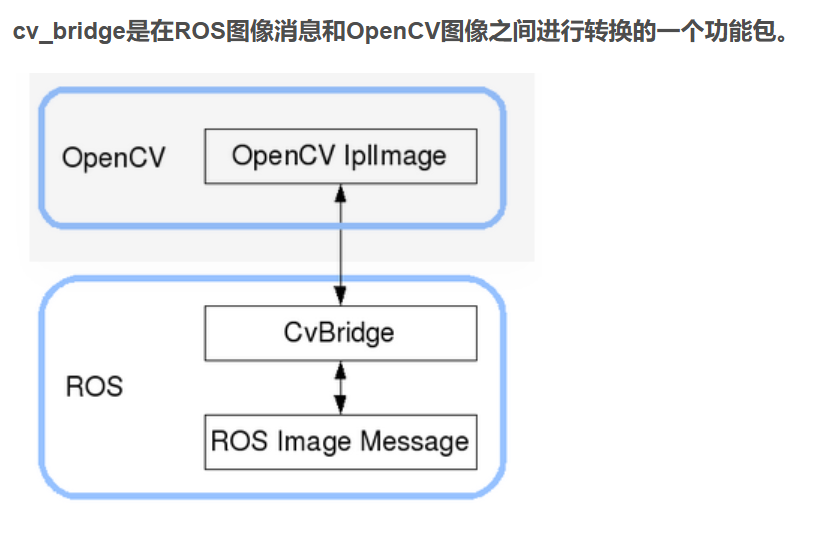 cv_bridge是在ROS图像消息和OpenCV图像之间进行转换的一个功能包。
OpenCV
OpenCV IplImage
CvBridge
ROS
ROS Image Message